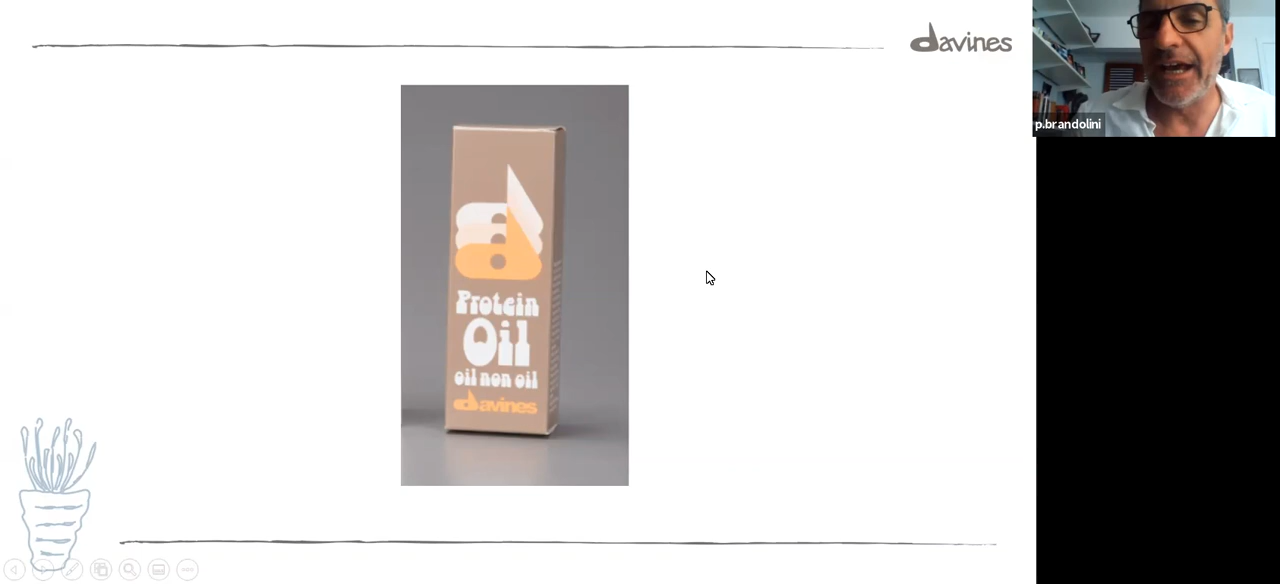 davines
p.brandolini
Protein
Oil
oil non oil
davines